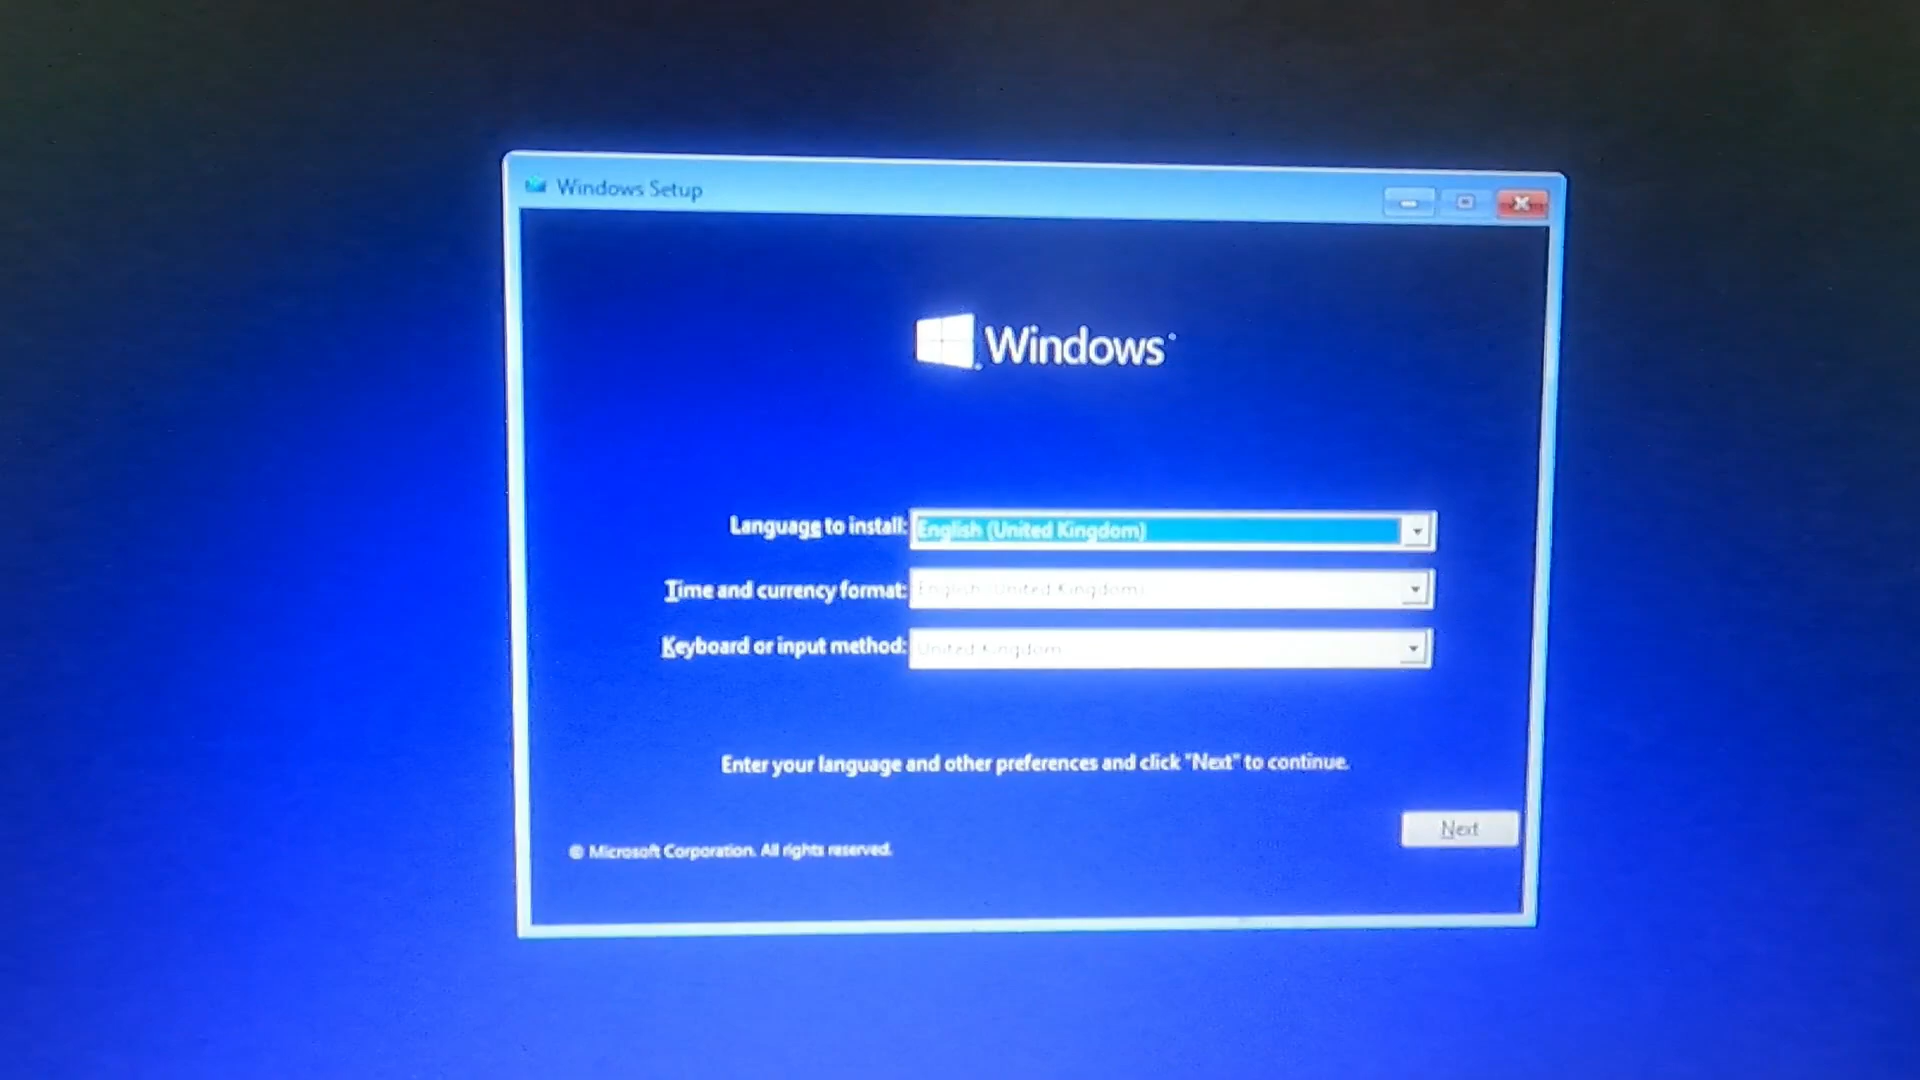 Windows Setup
Windows
Language to install: English (United Kingdom)
Time and currency format: English (United Kingdom)
Keyboard or input method: United Kingdom
Enter your language and other preferences and click "Next" to continue.
Next
© Microsoft Corporation. All rights reserved.